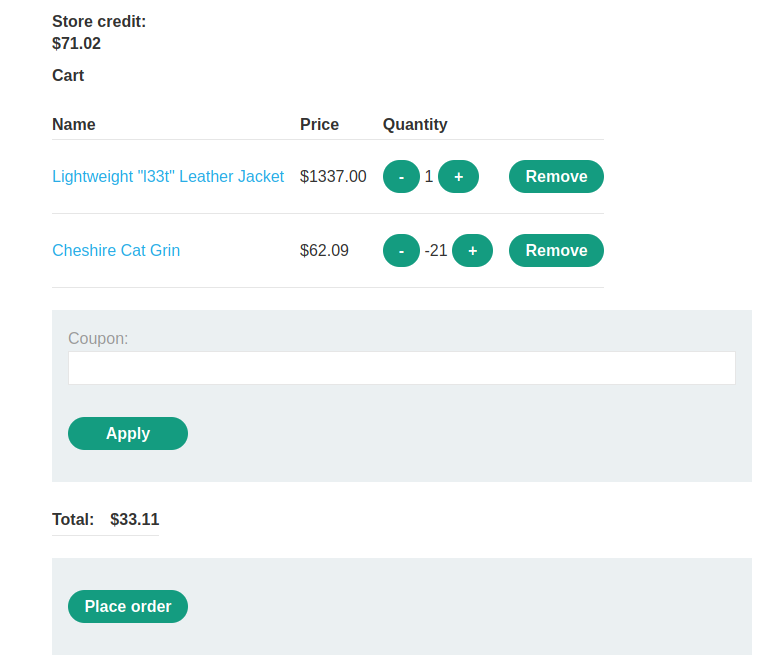 Store credit:
$71.02
Cart
Name Price Quantity
Lightweight "l33t" Leather Jacket $1337.00 - 1 + Remove
Cheshire Cat Grin $62.09 - -21 + Remove
Coupon:
Apply
Total: $33.11
Place order